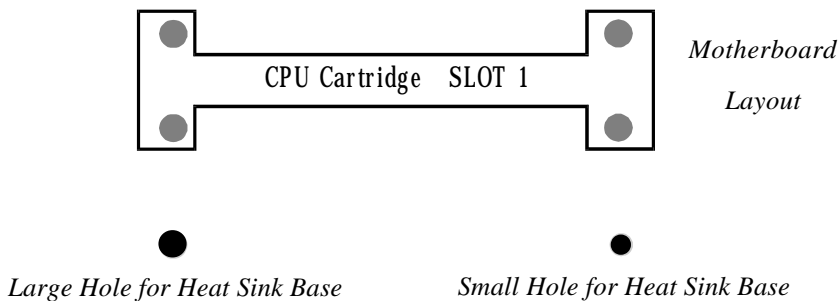 CPU Cartridge SLOT 1
Motherboard
Layout
Large Hole for Heat Sink Base
Small Hole for Heat Sink Base